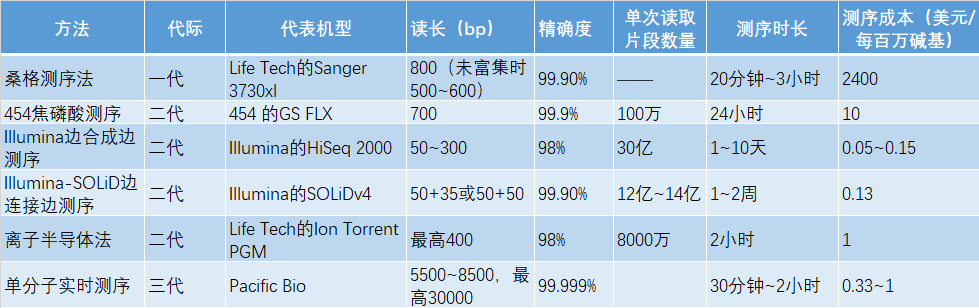 方法 代际 代表机型 读长（bp） 精确度 单次读取片段数量 测序时长 测序成本（美元/每百万碱基）
桑格测序法 一代 Life Tech的Sanger 3730xl 800（未富集时500~600） 99.90% —— 20分钟~3小时 2400
454焦磷酸测序 二代 454 的GS FLX 700 99.9% 100万 24小时 10
Illumina边合成边测序 二代 Illumina的HiSeq 2000 50~300 98% 30亿 1~10天 0.05~0.15
Illumina-SOLiD边连接边测序 二代 Illumina的SOLiDv4 50+35或50+50 99.90% 12亿~14亿 1~2周 0.13
离子半导体法 二代 Life Tech的Ion Torrent PGM 最高400 98% 8000万 2小时 1
单分子实时测序 三代 Pacific Bio 5500~8500，最高30000 99.999% 30分钟~2小时 0.33~1